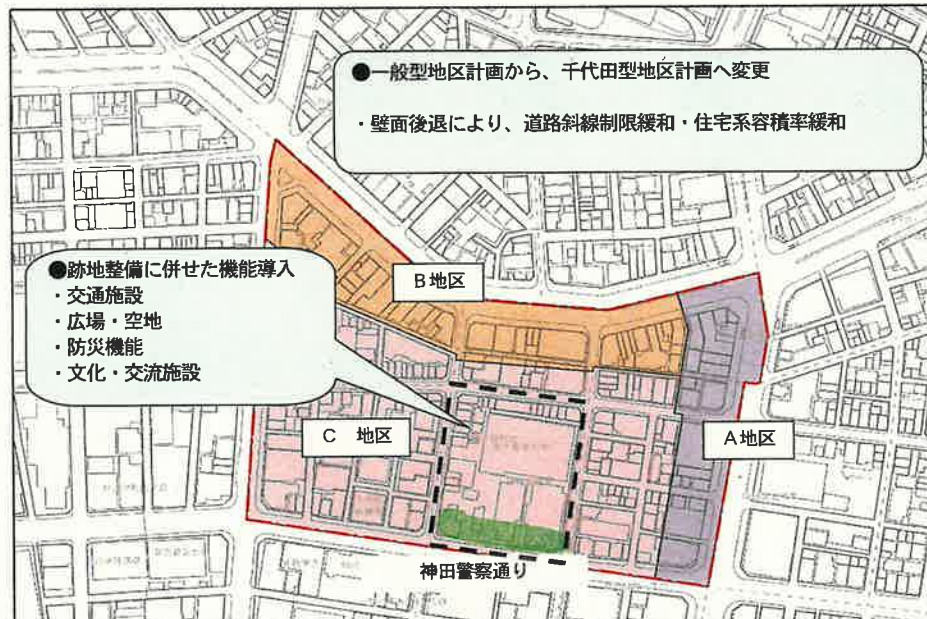 ●一般型地区計画から、千代田型地区計画へ変更
・壁面後退により、道路斜線制限緩和・住宅系容積率緩和
●跡地整備に併せた機能導入
・交通施設
・広場・空地
・防災機能
・文化・交流施設
B地区
C 地区
A地区
神田警察通り